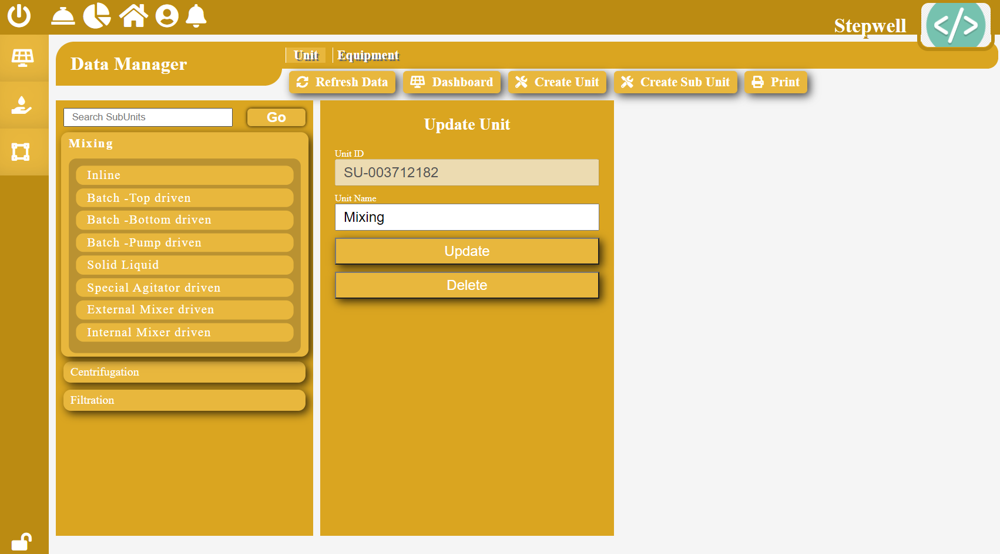 Stepwell
</>
Data Manager
Unit
Equipment
Refresh Data
Dashboard
Create Unit
Create Sub Unit
Print
Search SubUnits
Go
Mixing
Inline
Batch -Top driven
Batch -Bottom driven
Batch -Pump driven
Solid Liquid
Special Agitator driven
External Mixer driven
Internal Mixer driven
Centrifugation
Filtration
Update Unit
Unit ID
SU-003712182
Unit Name
Mixing
Update
Delete